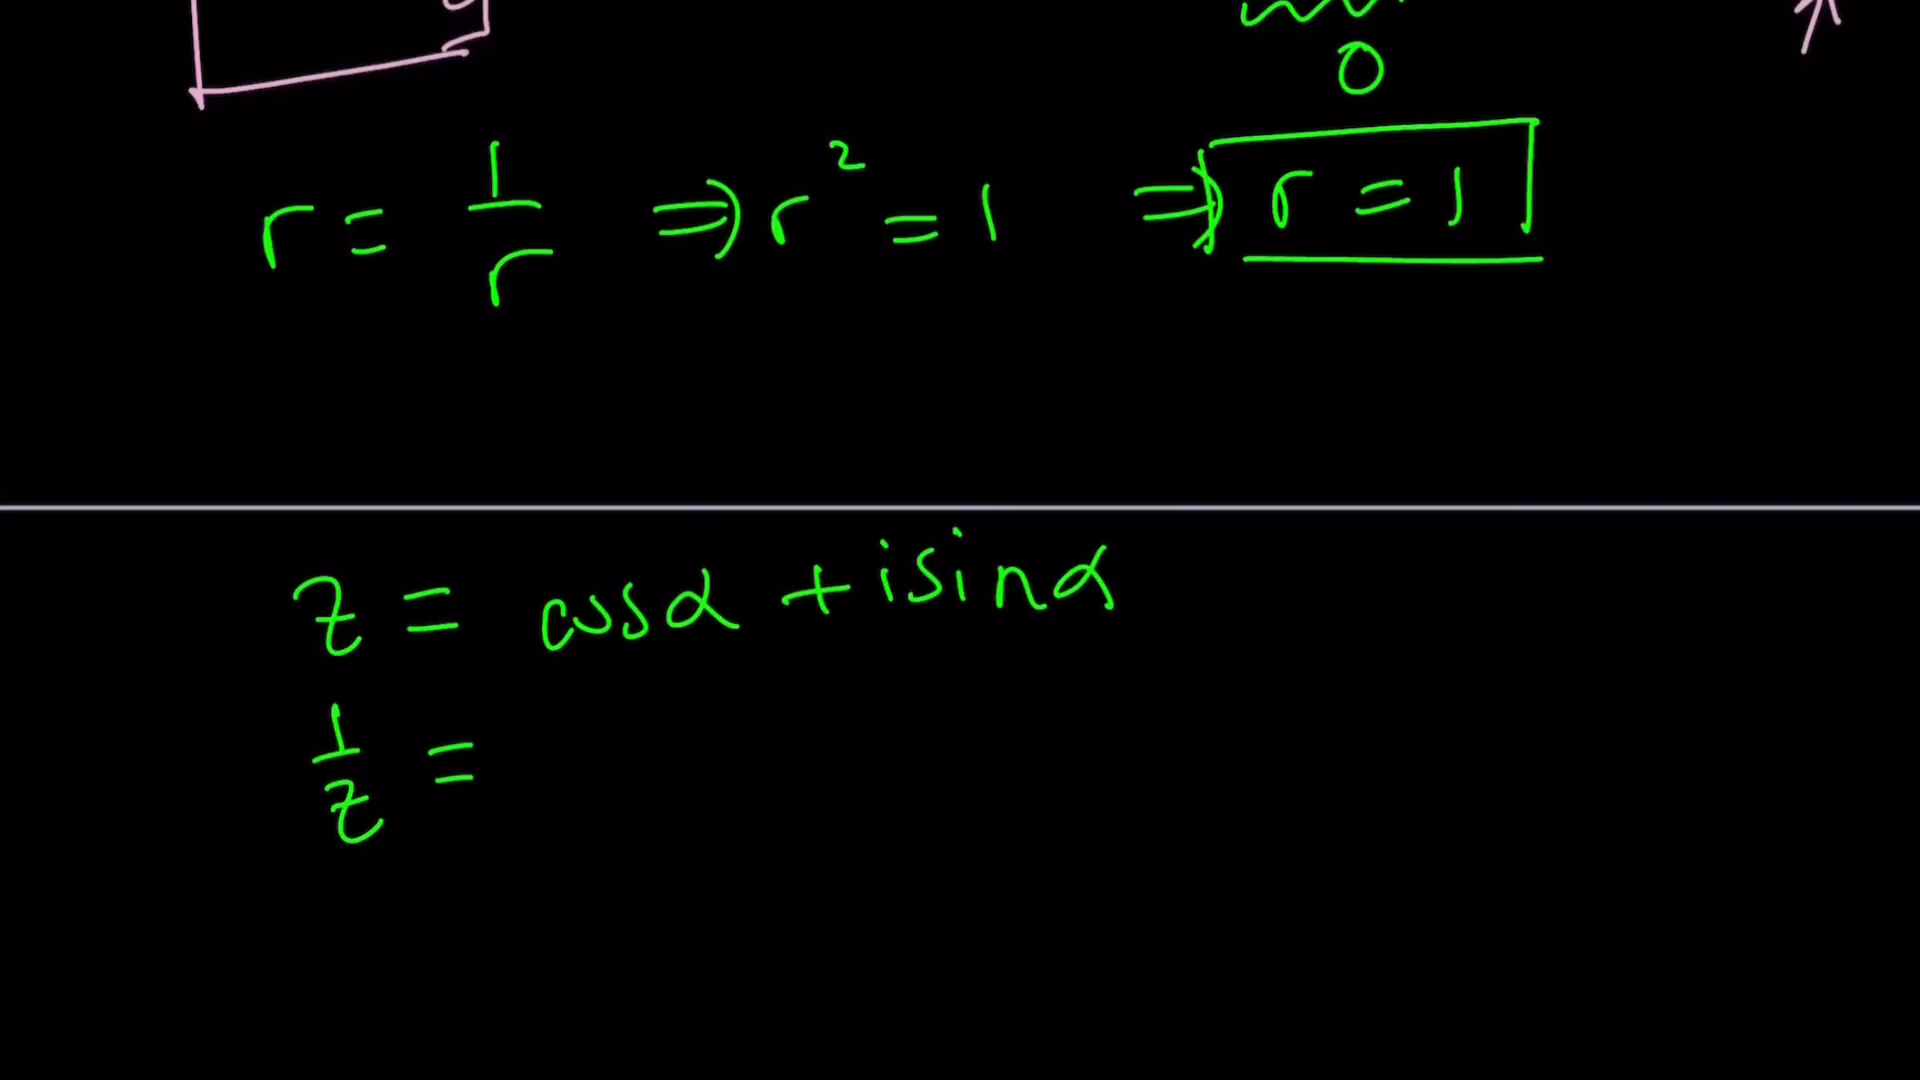 0
r = 1/r ⇒ r² = 1 ⇒ r = 1
z = cosα + isinα
1/z =